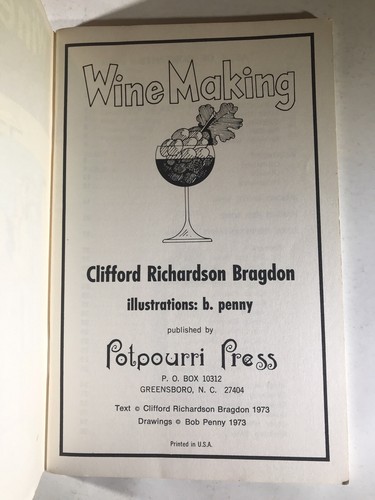 Wine Making
Clifford Richardson Bragdon
illustrations: b. penny
published by
Potpourri Press
P. O. BOX 10312
GREENSBORO, N. C. 27404
Text © Clifford Richardson Bragdon 1973
Drawings © Bob Penny 1973
Printed in U.S.A.